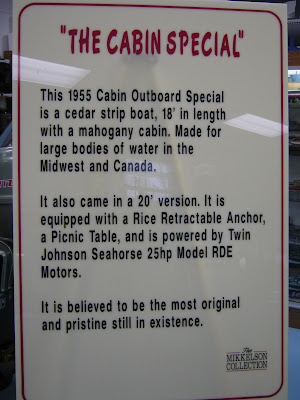 "THE CABIN SPECIAL"
This 1955 Cabin Outboard Special
is a cedar strip boat, 18' in length
with a mahogany cabin. Made for
large bodies of water in the
Midwest and Canada.
It also came in a 20' version. It is
equipped with a Rice Retractable Anchor,
a Picnic Table, and is powered by Twin
Johnson Seahorse 25hp Model RDE
Motors.
It is believed to be the most original
and pristine still in existence.
The
MIKKELSON
COLLECTION